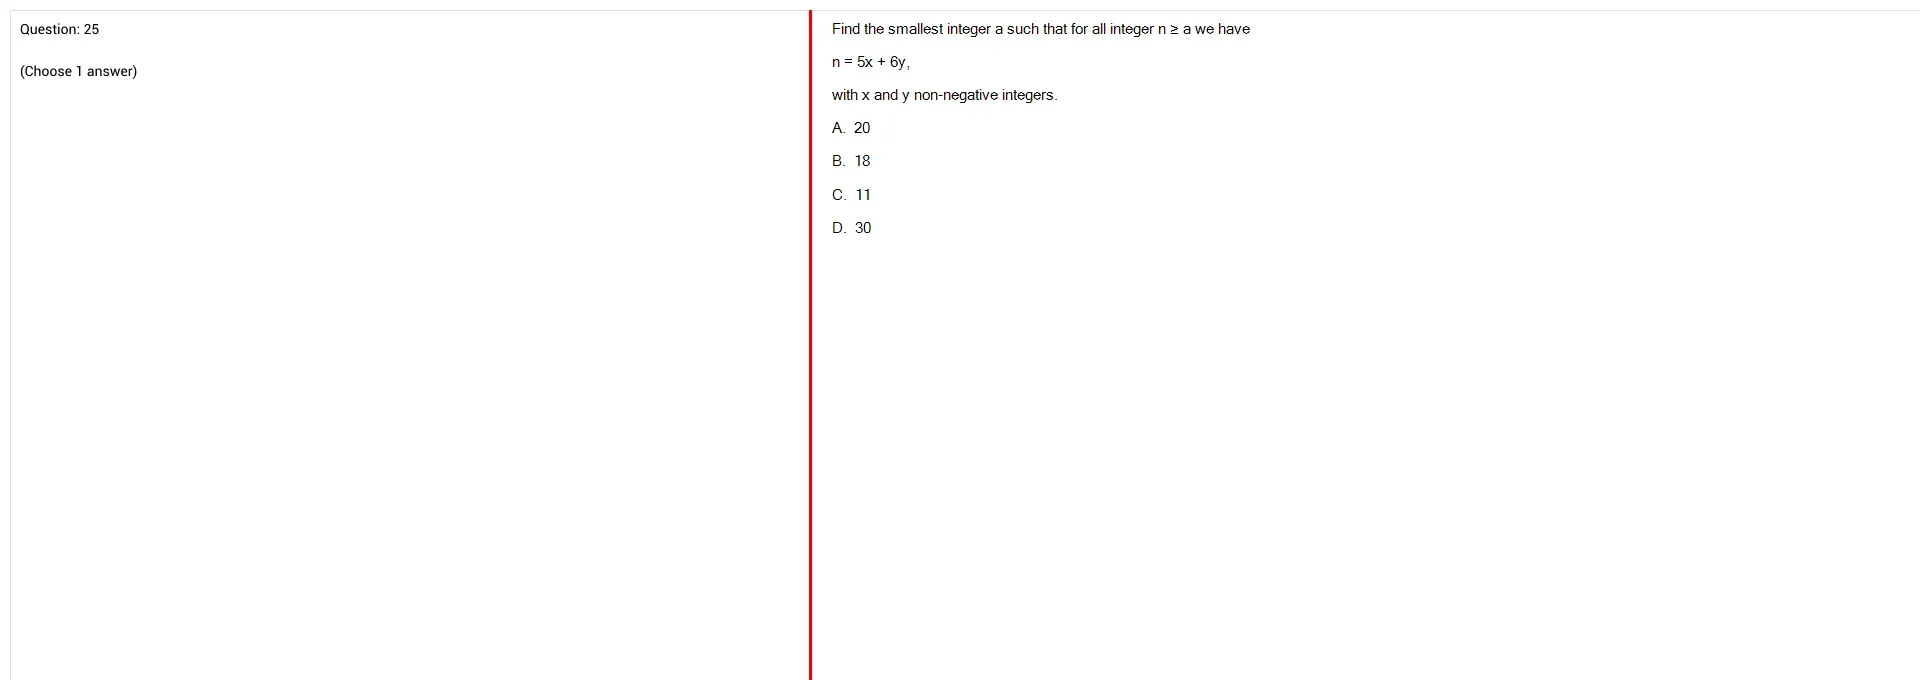 Question: 25
(Choose 1 answer)
Find the smallest integer a such that for all integer n ≥ a we have
n = 5x + 6y,
with x and y non-negative integers.
A. 20
B. 18
C. 11
D. 30